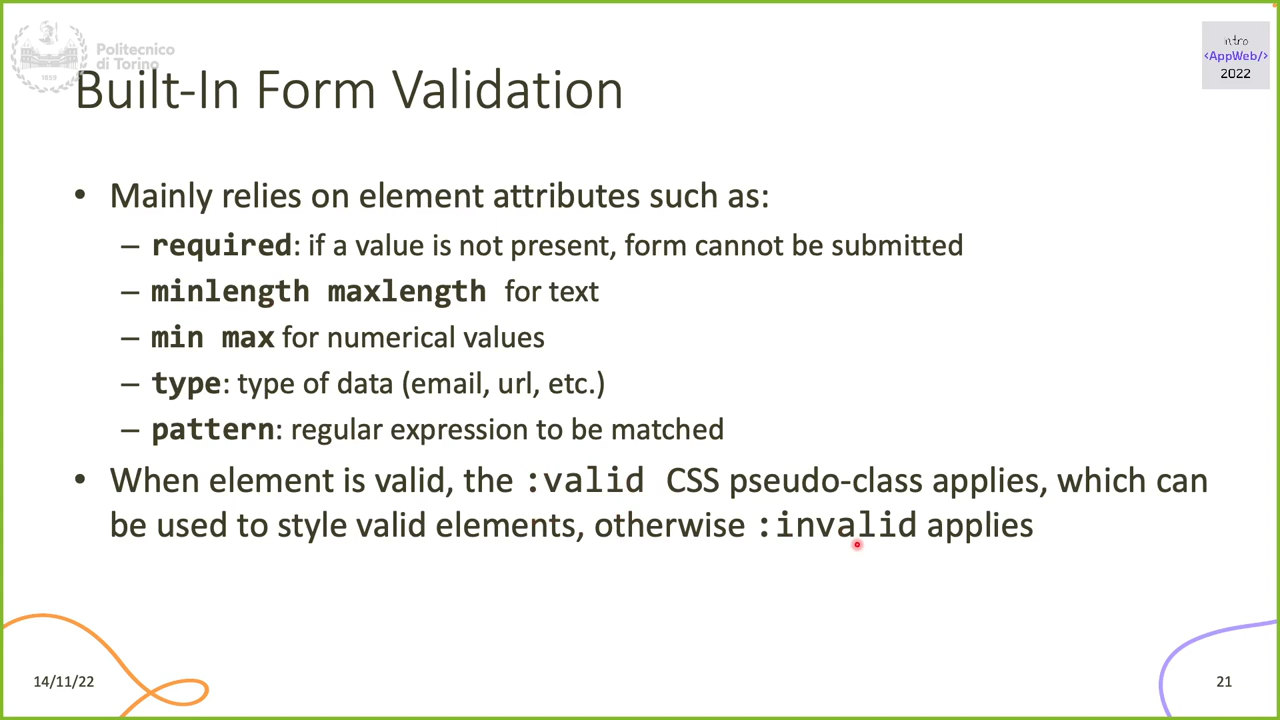 Politecnico
di Torino
1859
intro
<AppWeb/>
2022
Built-In Form Validation
• Mainly relies on element attributes such as:
– required: if a value is not present, form cannot be submitted
– minlength maxlength for text
– min max for numerical values
– type: type of data (email, url, etc.)
– pattern: regular expression to be matched
• When element is valid, the :valid CSS pseudo-class applies, which can
be used to style valid elements, otherwise :invalid applies
14/11/22
21